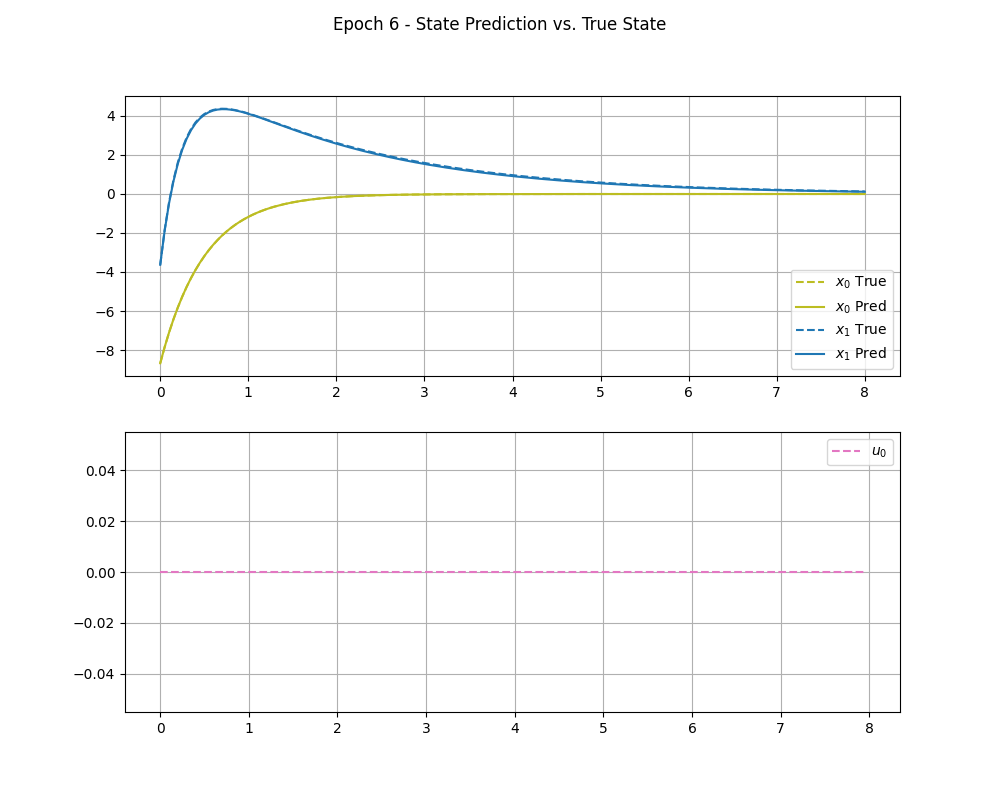 Epoch 6 - State Prediction vs. True State
4
2
0
−2
−4
−6
−8
x₀ True
x₀ Pred
x₁ True
x₁ Pred
0 1 2 3 4 5 6 7 8
u₀
0.04
0.02
0.00
−0.02
−0.04
0 1 2 3 4 5 6 7 8